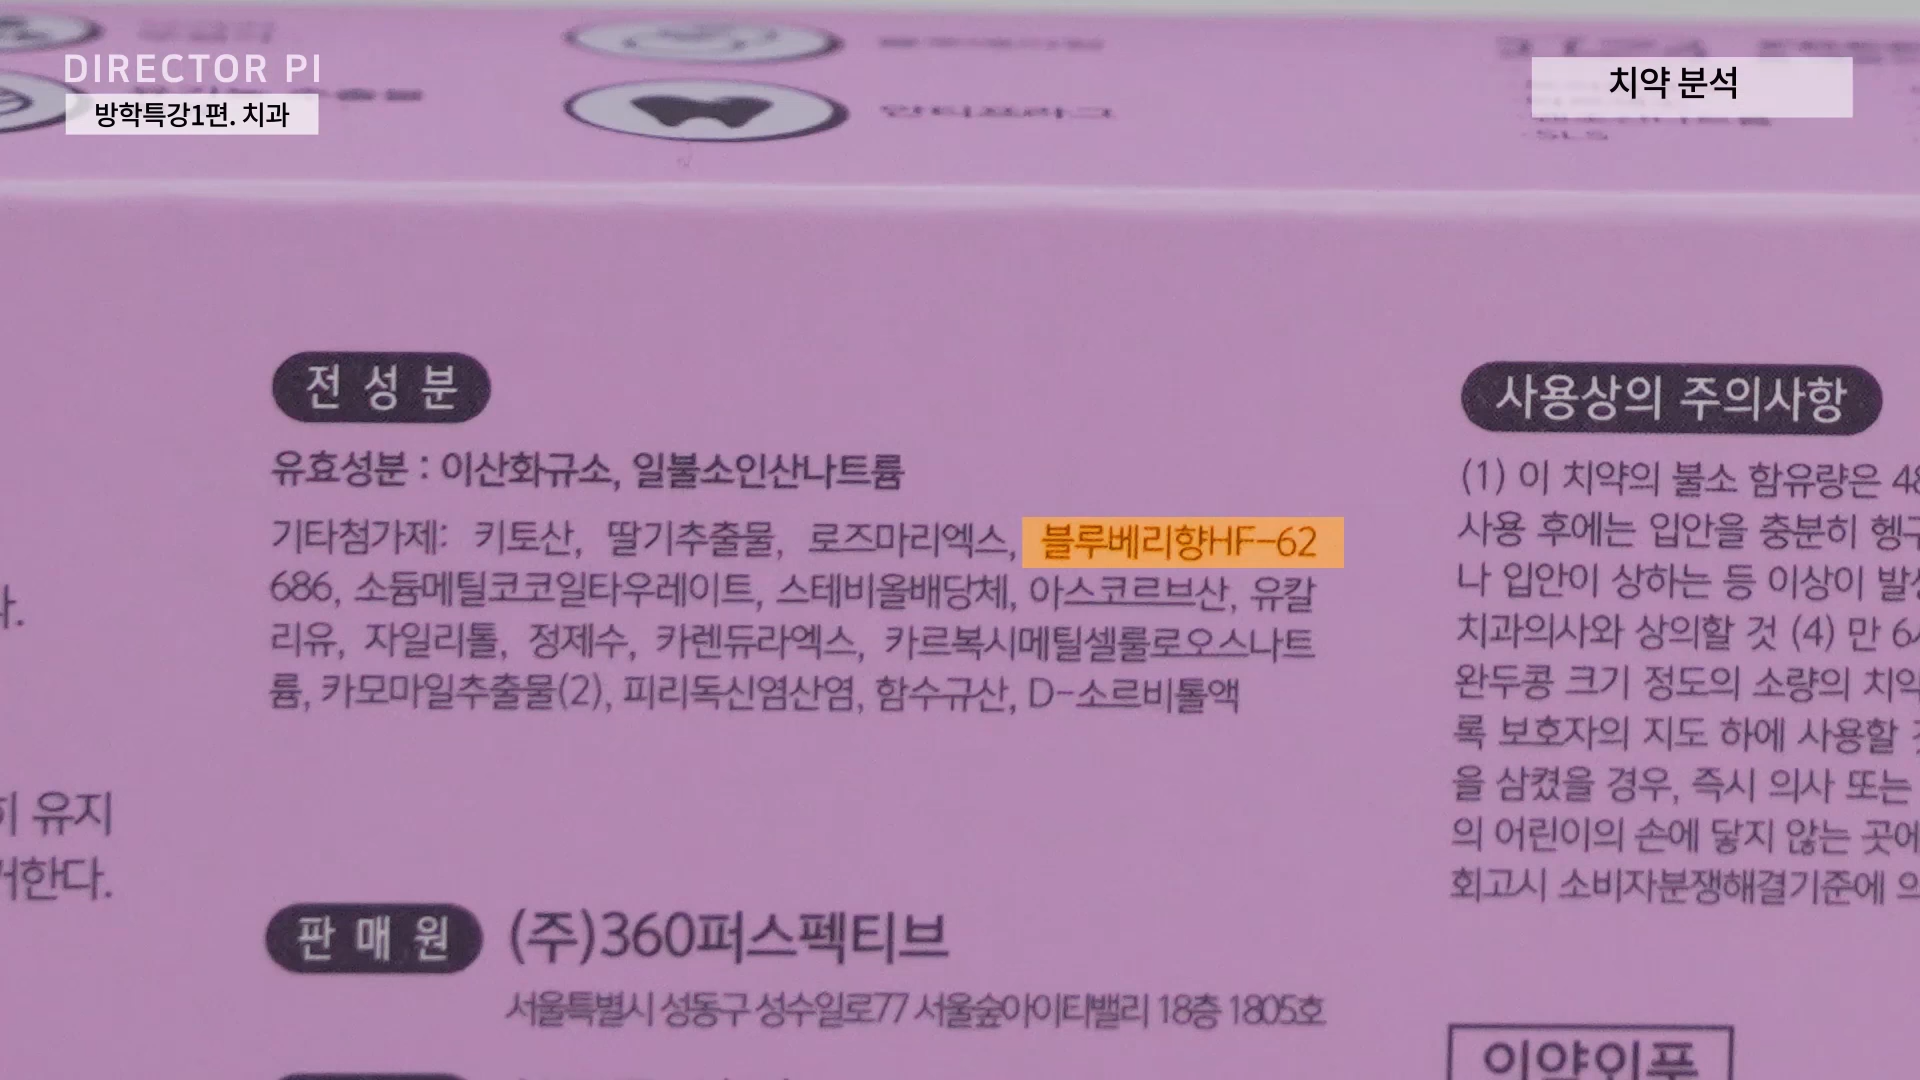 DIRECTOR PI
방학특강1편. 치과
치약 분석
안티프라그
·SLS
전성분
유효성분 : 이산화규소, 일불소인산나트륨
기타첨가제: 키토산, 딸기추출물, 로즈마리엑스, 블루베리향HF-62
686, 소듐메틸코코일타우레이트, 스테비올배당체, 아스코르브산, 유칼
리유, 자일리톨, 정제수, 카렌듀라엑스, 카르복시메틸셀룰로오스나트
륨, 카모마일추출물(2), 피리독신염산염, 함수규산, D-소르비톨액
판매원 (주)360퍼스펙티브
서울특별시 성동구 성수일로77 서울숲아이티밸리 18층 1805호
사용상의 주의사항
(1) 이 치약의 불소 함유량은 48
사용 후에는 입안을 충분히 헹구
나 입안이 상하는 등 이상이 발생
치과의사와 상의할 것 (4) 만 6
완두콩 크기 정도의 소량의 치약
록 보호자의 지도 하에 사용할
을 삼켰을 경우, 즉시 의사 또는
의 어린이의 손에 닿지 않는 곳에
회고시 소비자분쟁해결기준에 의
의약외품
다.
히 유지
거한다.